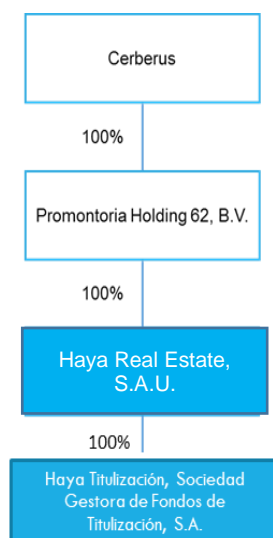 Cerberus
100%
Promontoria Holding 62, B.V.
100%
Haya Real Estate,
S.A.U.
100%
Haya Titulización, Sociedad
Gestora de Fondos de
Titulización, S.A.